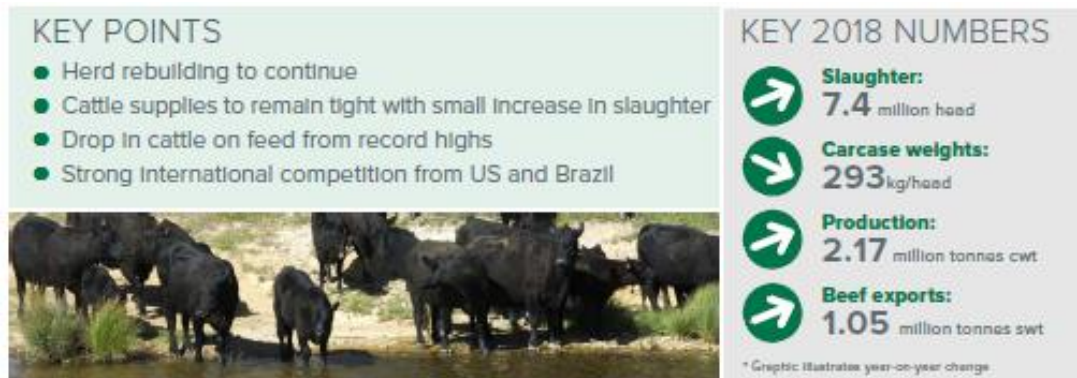 KEY POINTS
Herd rebuilding to continue
Cattle supplies to remain tight with small increase in slaughter
Drop in cattle on feed from record highs
Strong international competition from US and Brazil
KEY 2018 NUMBERS
Slaughter:
7.4 million head
Carcase weights:
293kg/head
Production:
2.17 million tonnes cwt
Beef exports:
1.05 million tonnes swt
* Graphic illustrates year-on-year change